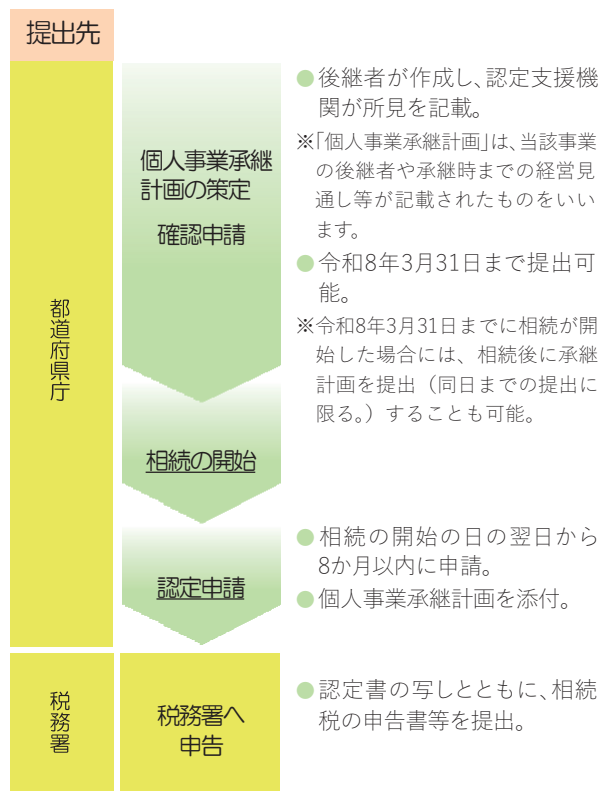 提出先
都道府県庁
個人事業承継
計画の策定
確認申請
●後継者が作成し、認定支援機
関が所見を記載。
※「個人事業承継計画」は、当該事業
の後継者や承継時までの経営見
通し等が記載されたものをいい
ます。
●令和8年3月31日まで提出可
能。
※令和8年3月31日までに相続が開
始した場合には、相続後に承継
計画を提出（同日までの提出に
限る。）することも可能。
相続の開始
認定申請
●相続の開始の日の翌日から
8か月以内に申請。
●個人事業承継計画を添付。
税務署
税務署へ
申告
●認定書の写しとともに、相続
税の申告書等を提出。